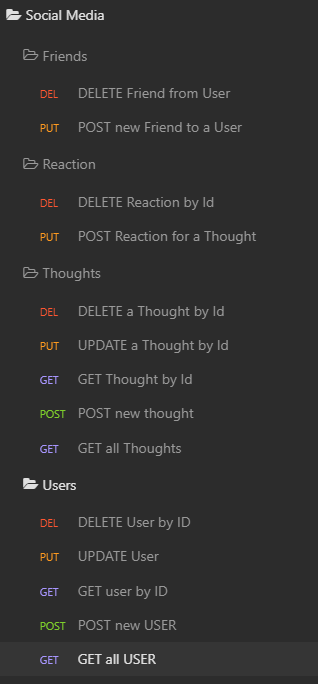 Social Media
Friends
DEL DELETE Friend from User
PUT POST new Friend to a User
Reaction
DEL DELETE Reaction by Id
PUT POST Reaction for a Thought
Thoughts
DEL DELETE a Thought by Id
PUT UPDATE a Thought by Id
GET GET Thought by Id
POST POST new thought
GET GET all Thoughts
Users
DEL DELETE User by ID
PUT UPDATE User
GET GET user by ID
POST POST new USER
GET GET all USER